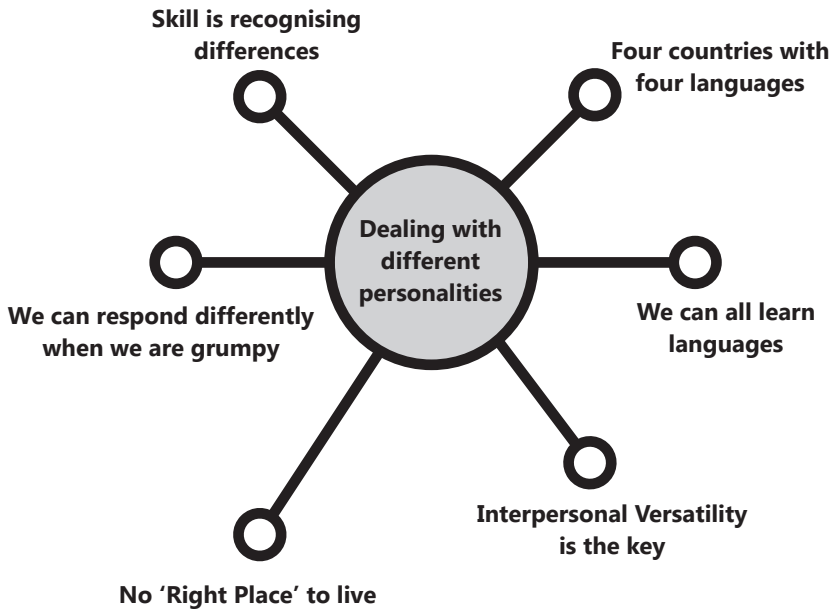 Skill is recognising
differences
Four countries with
four languages
Dealing with
different
personalities
We can respond differently
when we are grumpy
We can all learn
languages
Interpersonal Versatility
is the key
No ‘Right Place’ to live